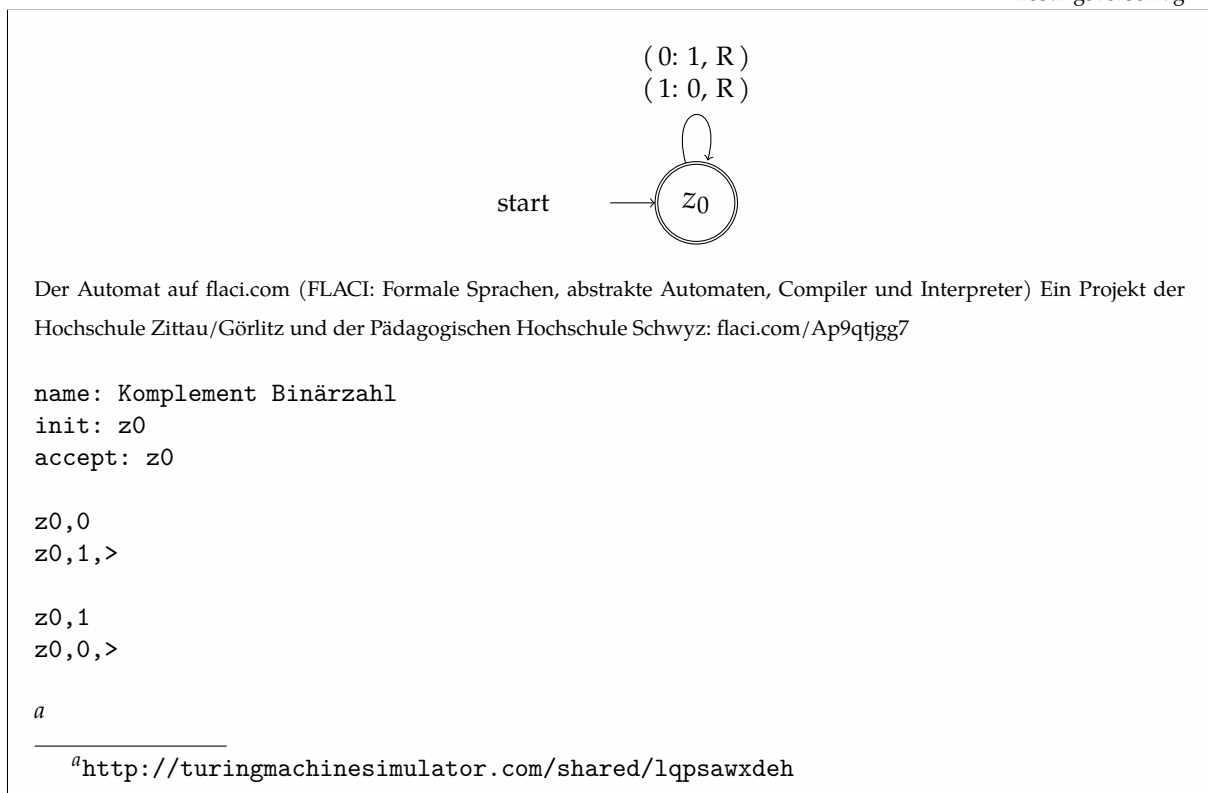 ( 0: 1, R )
( 1: 0, R )
start
z0
Der Automat auf flaci.com (FLACI: Formale Sprachen, abstrakte Automaten, Compiler und Interpreter) Ein Projekt der
Hochschule Zittau/Görlitz und der Pädagogischen Hochschule Schwyz: flaci.com/Ap9qtjgg7
name: Komplement Binärzahl
init: z0
accept: z0
z0,0
z0,1,>
z0,1
z0,0,>
a
ahttp://turingmachinesimulator.com/shared/lqpsawxdeh